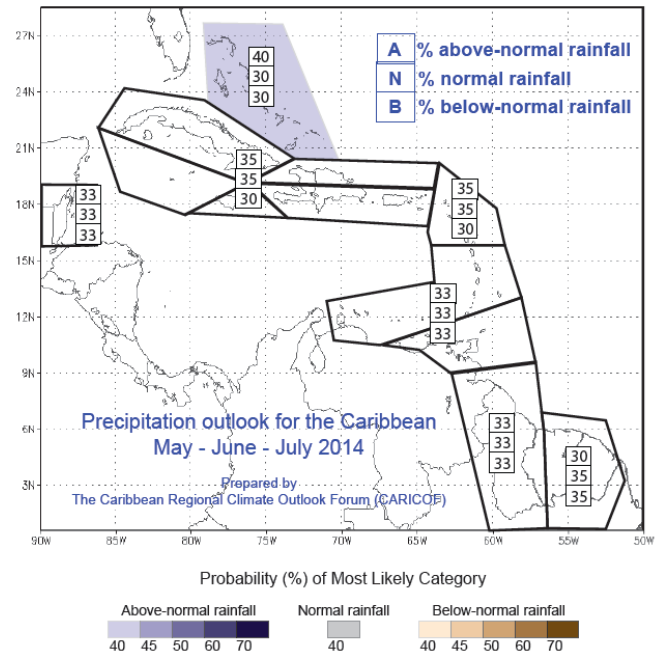 27N
24N
21N
18N
15N
12N
9N
6N
3N
90W 85W 80W 75W 70W 65W 60W 55W 50W
A % above-normal rainfall
N % normal rainfall
B % below-normal rainfall
40
30
30
35
35
30
35
35
30
33
33
33
33
33
33
33
33
33
30
35
35
Precipitation outlook for the Caribbean
May - June - July 2014
Prepared by
The Caribbean Regional Climate Outlook Forum (CARICOF)
Probability (%) of Most Likely Category
Above-normal rainfall Normal rainfall Below-normal rainfall
40 45 50 60 70 40 40 45 50 60 70